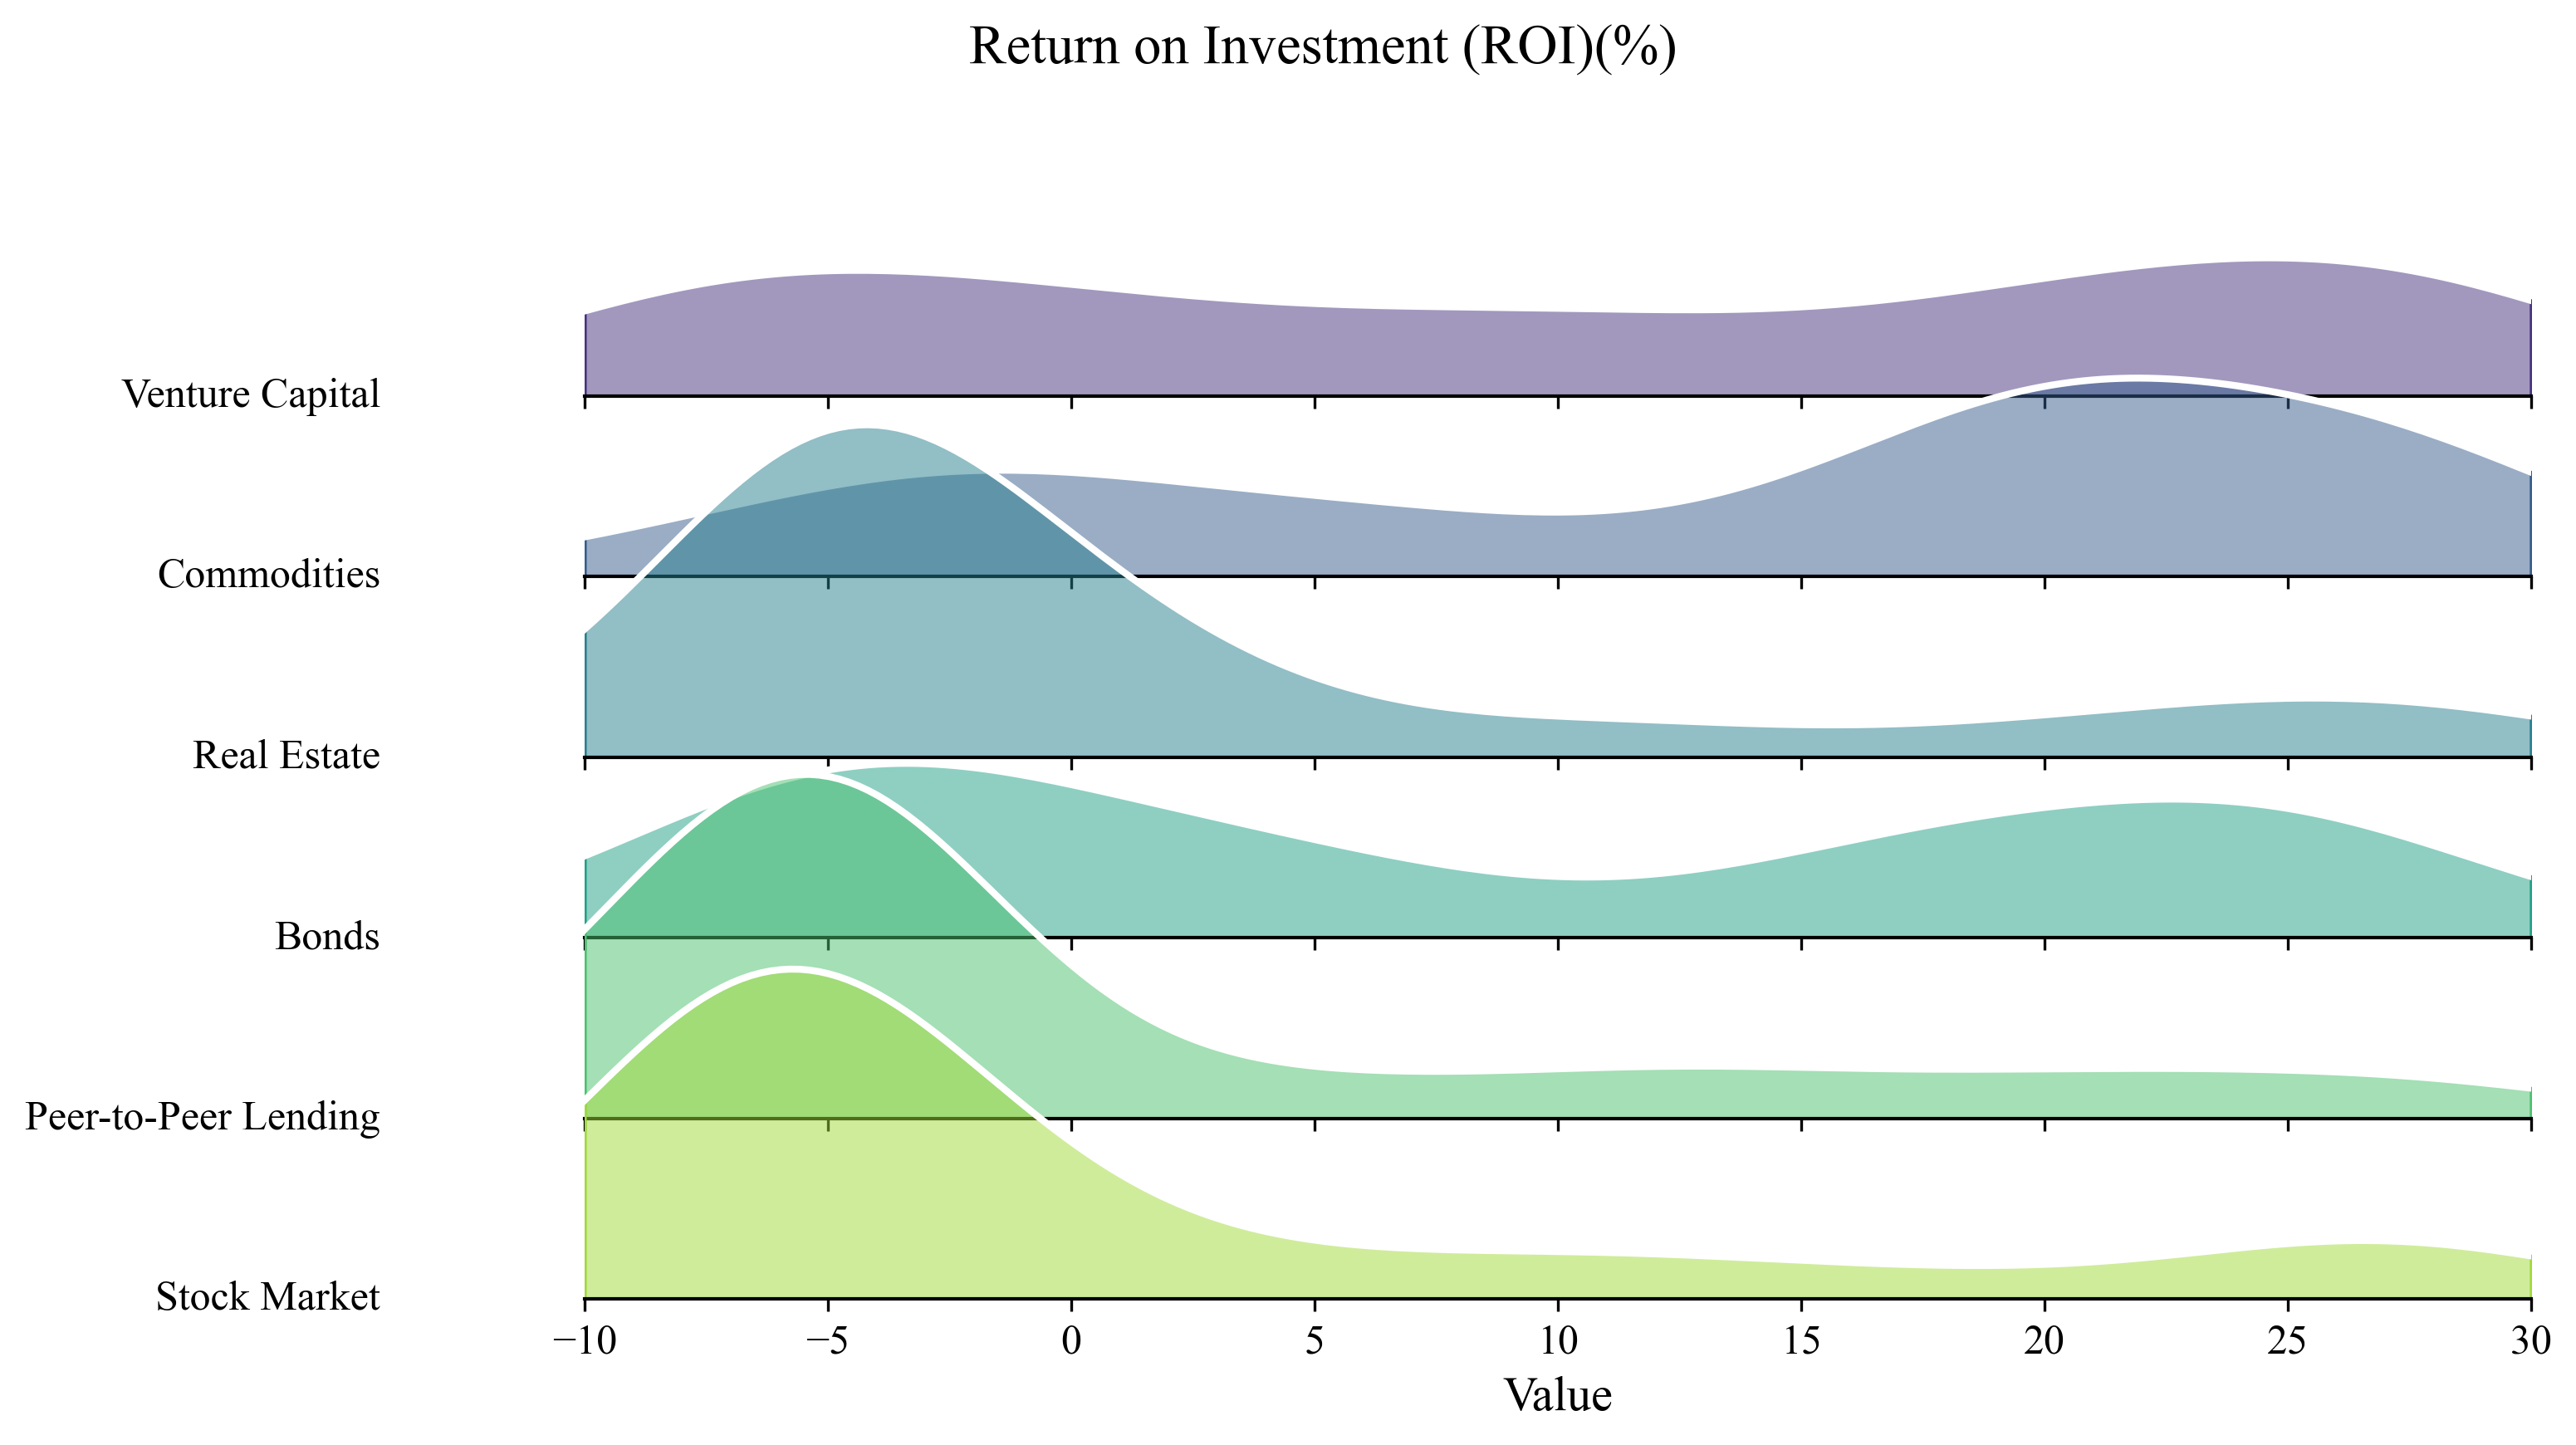 Return on Investment (ROI)(%)
Venture Capital
Commodities
Real Estate
Bonds
Peer-to-Peer Lending
Stock Market
−10 −5 0 5 10 15 20 25 30
Value